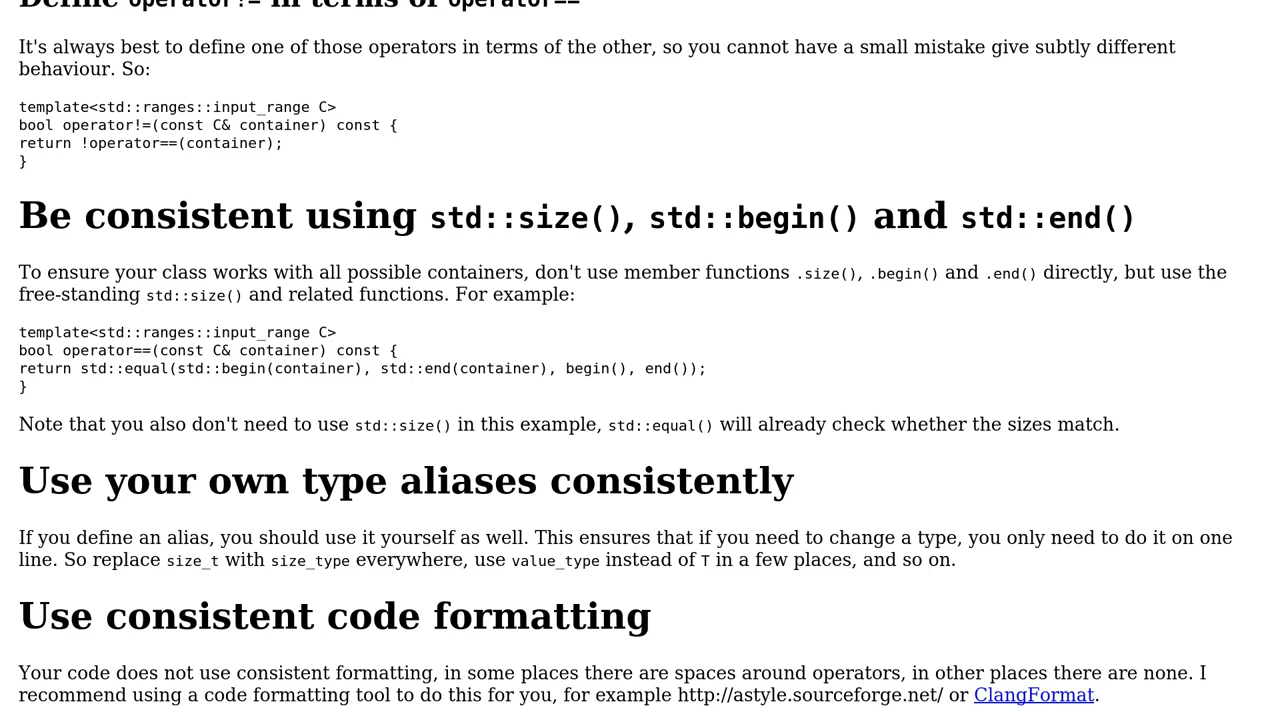 Define operator!= in terms of operator==
It's always best to define one of those operators in terms of the other, so you cannot have a small mistake give subtly different
behaviour. So:
template<std::ranges::input_range C>
bool operator!=(const C& container) const {
return !operator==(container);
}
Be consistent using std::size(), std::begin() and std::end()
To ensure your class works with all possible containers, don't use member functions .size(), .begin() and .end() directly, but use the
free-standing std::size() and related functions. For example:
template<std::ranges::input_range C>
bool operator==(const C& container) const {
return std::equal(std::begin(container), std::end(container), begin(), end());
}
Note that you also don't need to use std::size() in this example, std::equal() will already check whether the sizes match.
Use your own type aliases consistently
If you define an alias, you should use it yourself as well. This ensures that if you need to change a type, you only need to do it on one
line. So replace size_t with size_type everywhere, use value_type instead of T in a few places, and so on.
Use consistent code formatting
Your code does not use consistent formatting, in some places there are spaces around operators, in other places there are none. I
recommend using a code formatting tool to do this for you, for example http://astyle.sourceforge.net/ or ClangFormat.